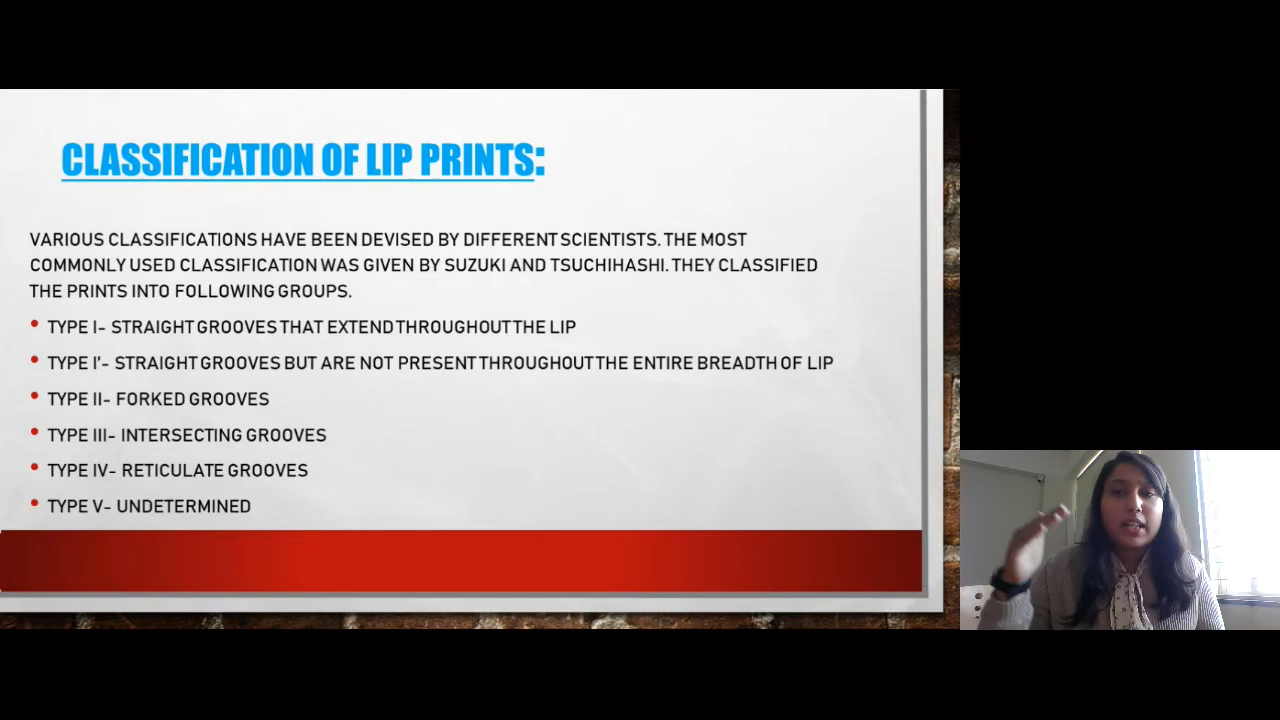 CLASSIFICATION OF LIP PRINTS:
VARIOUS CLASSIFICATIONS HAVE BEEN DEVISED BY DIFFERENT SCIENTISTS. THE MOST
COMMONLY USED CLASSIFICATION WAS GIVEN BY SUZUKI AND TSUCHIHASHI. THEY CLASSIFIED
THE PRINTS INTO FOLLOWING GROUPS.
• TYPE I- STRAIGHT GROOVES THAT EXTEND THROUGHOUT THE LIP
• TYPE I'- STRAIGHT GROOVES BUT ARE NOT PRESENT THROUGHOUT THE ENTIRE BREADTH OF LIP
• TYPE II- FORKED GROOVES
• TYPE III- INTERSECTING GROOVES
• TYPE IV- RETICULATE GROOVES
• TYPE V- UNDETERMINED